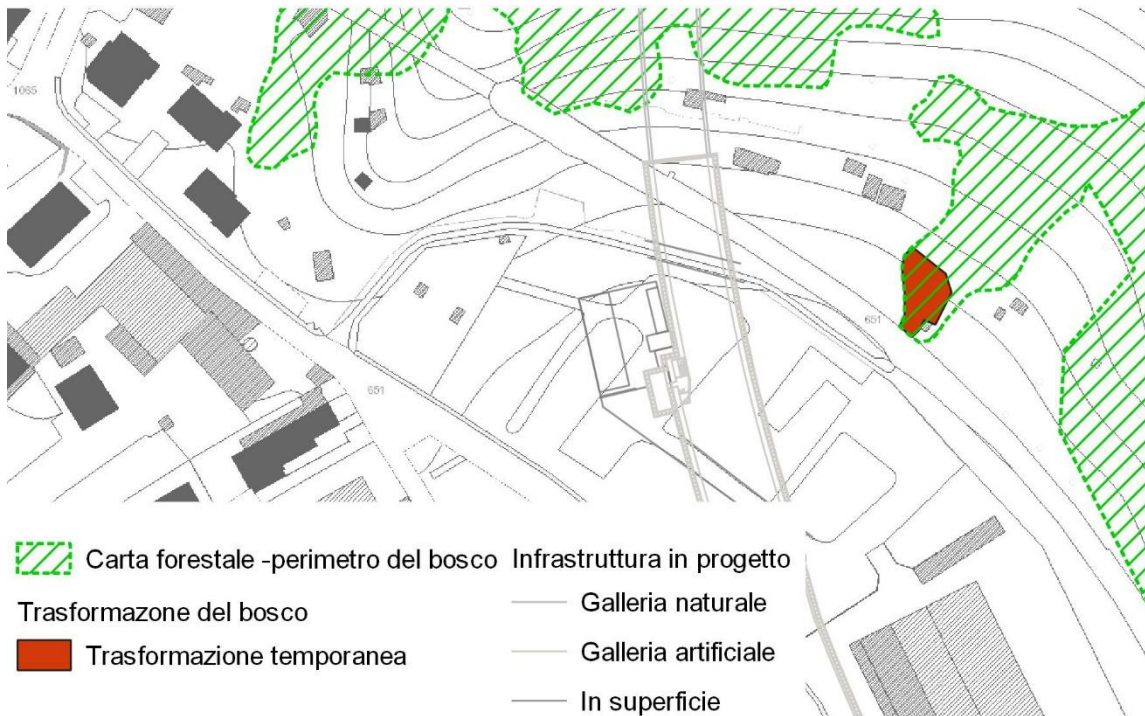 1065
651
651
Carta forestale -perimetro del bosco
Trasformazone del bosco
Trasformazione temporanea
Infrastruttura in progetto
Galleria naturale
Galleria artificiale
In superficie